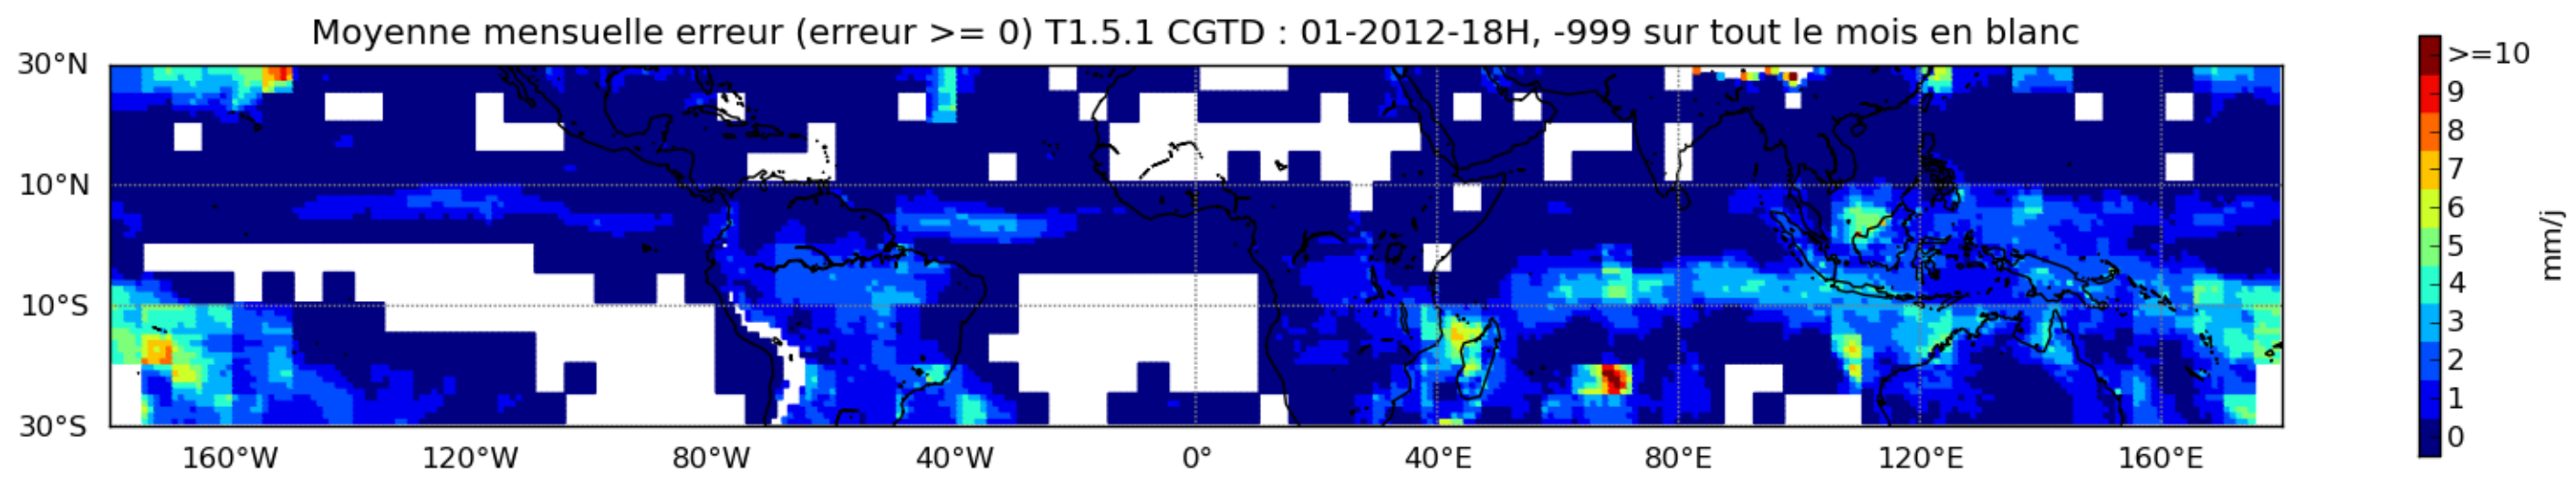 Moyenne mensuelle erreur (erreur >= 0) T1.5.1 CGTD : 01-2012-18H, -999 sur tout le mois en blanc
30°N
10°N
10°S
30°S
160°W 120°W 80°W 40°W 0° 40°E 80°E 120°E 160°E
>=10
9
8
7
6
5
4
3
2
1
0
mm/j